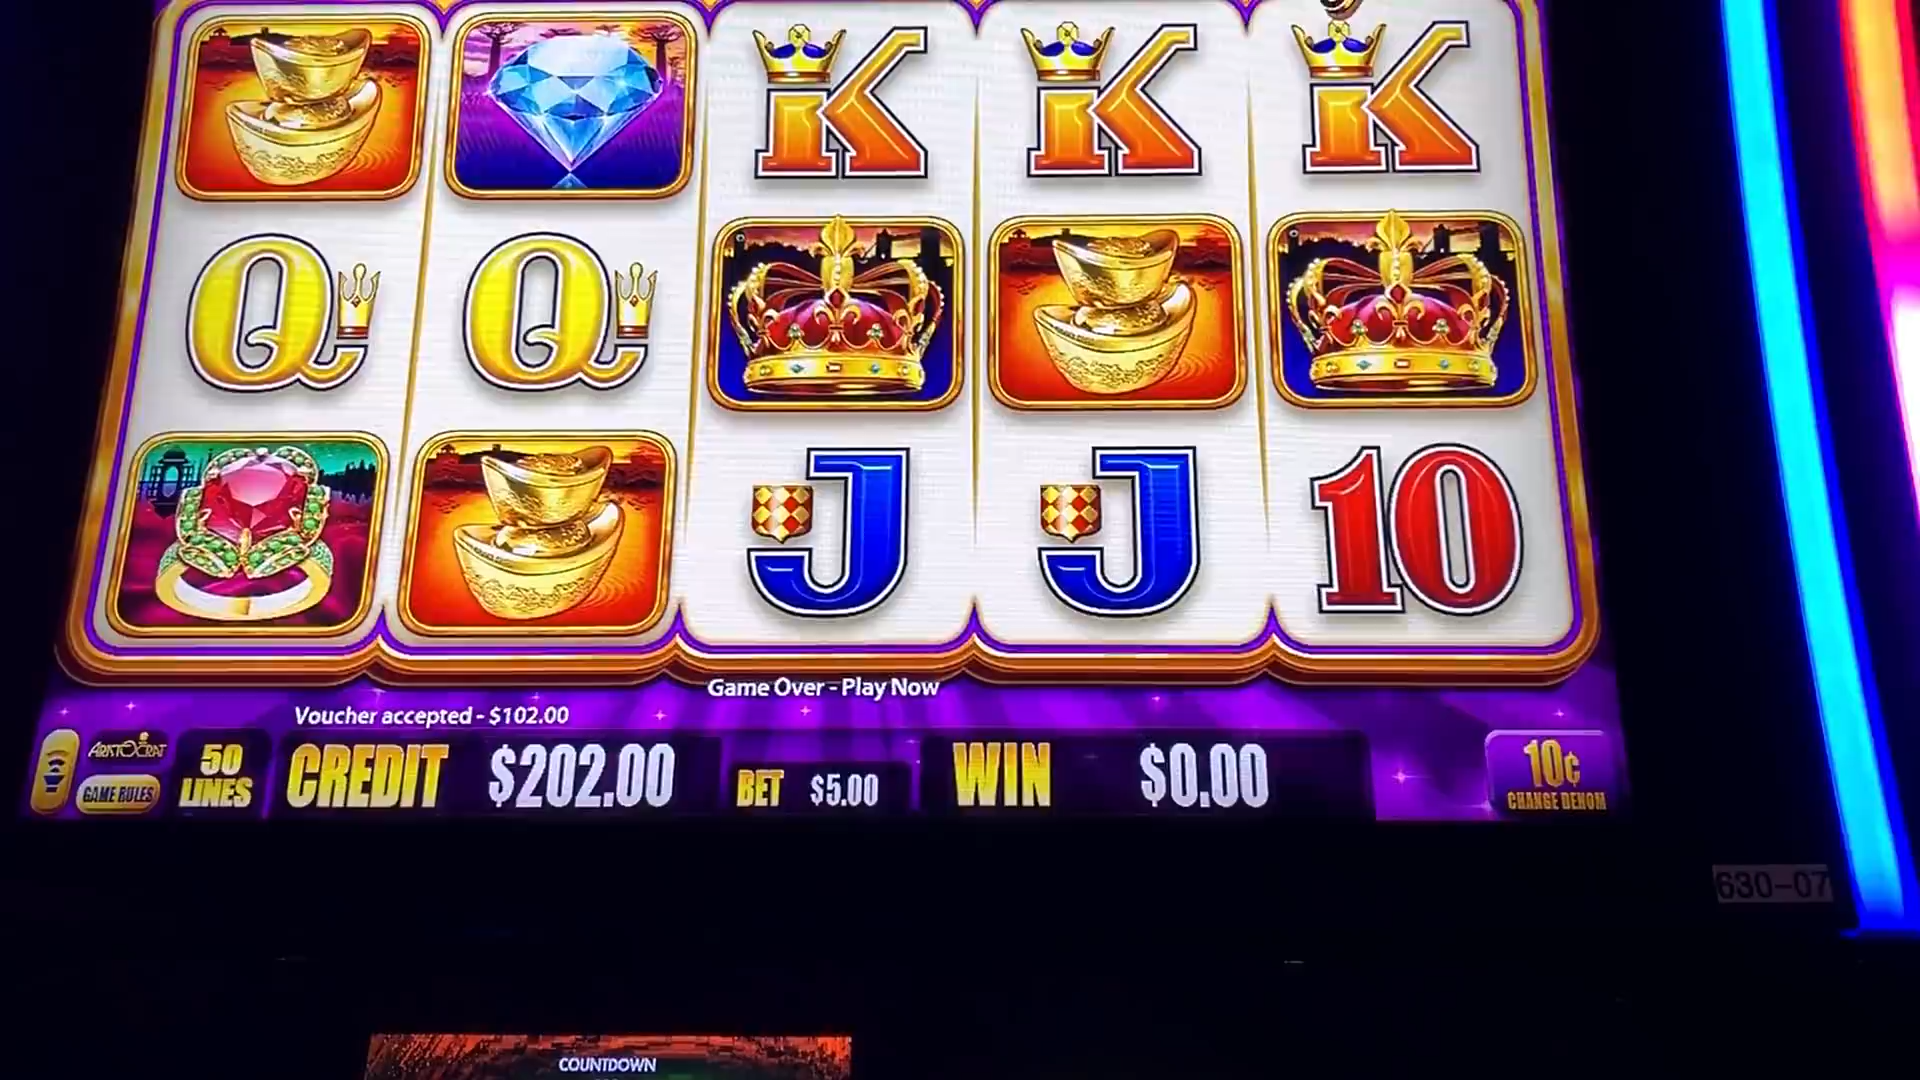 K K K
Q Q
J J 10
Game Over - Play Now
Voucher accepted - $102.00
ARISTOCRAT
GAME RULES
50 LINES
CREDIT $202.00
BET $5.00
WIN $0.00
10¢
CHANGE DENOM
630-07
COUNTDOWN